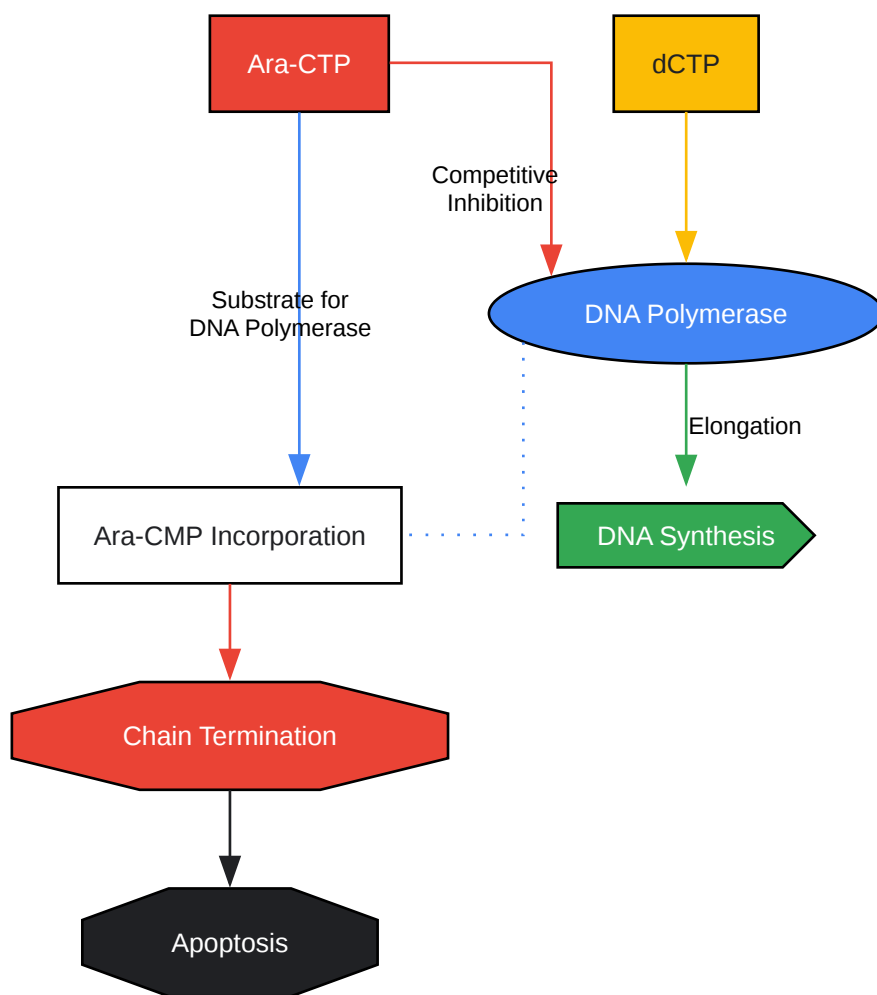 Ara-CTP
dCTP
Competitive
Inhibition
Substrate for
DNA Polymerase
DNA Polymerase
Elongation
Ara-CMP Incorporation
DNA Synthesis
Chain Termination
Apoptosis